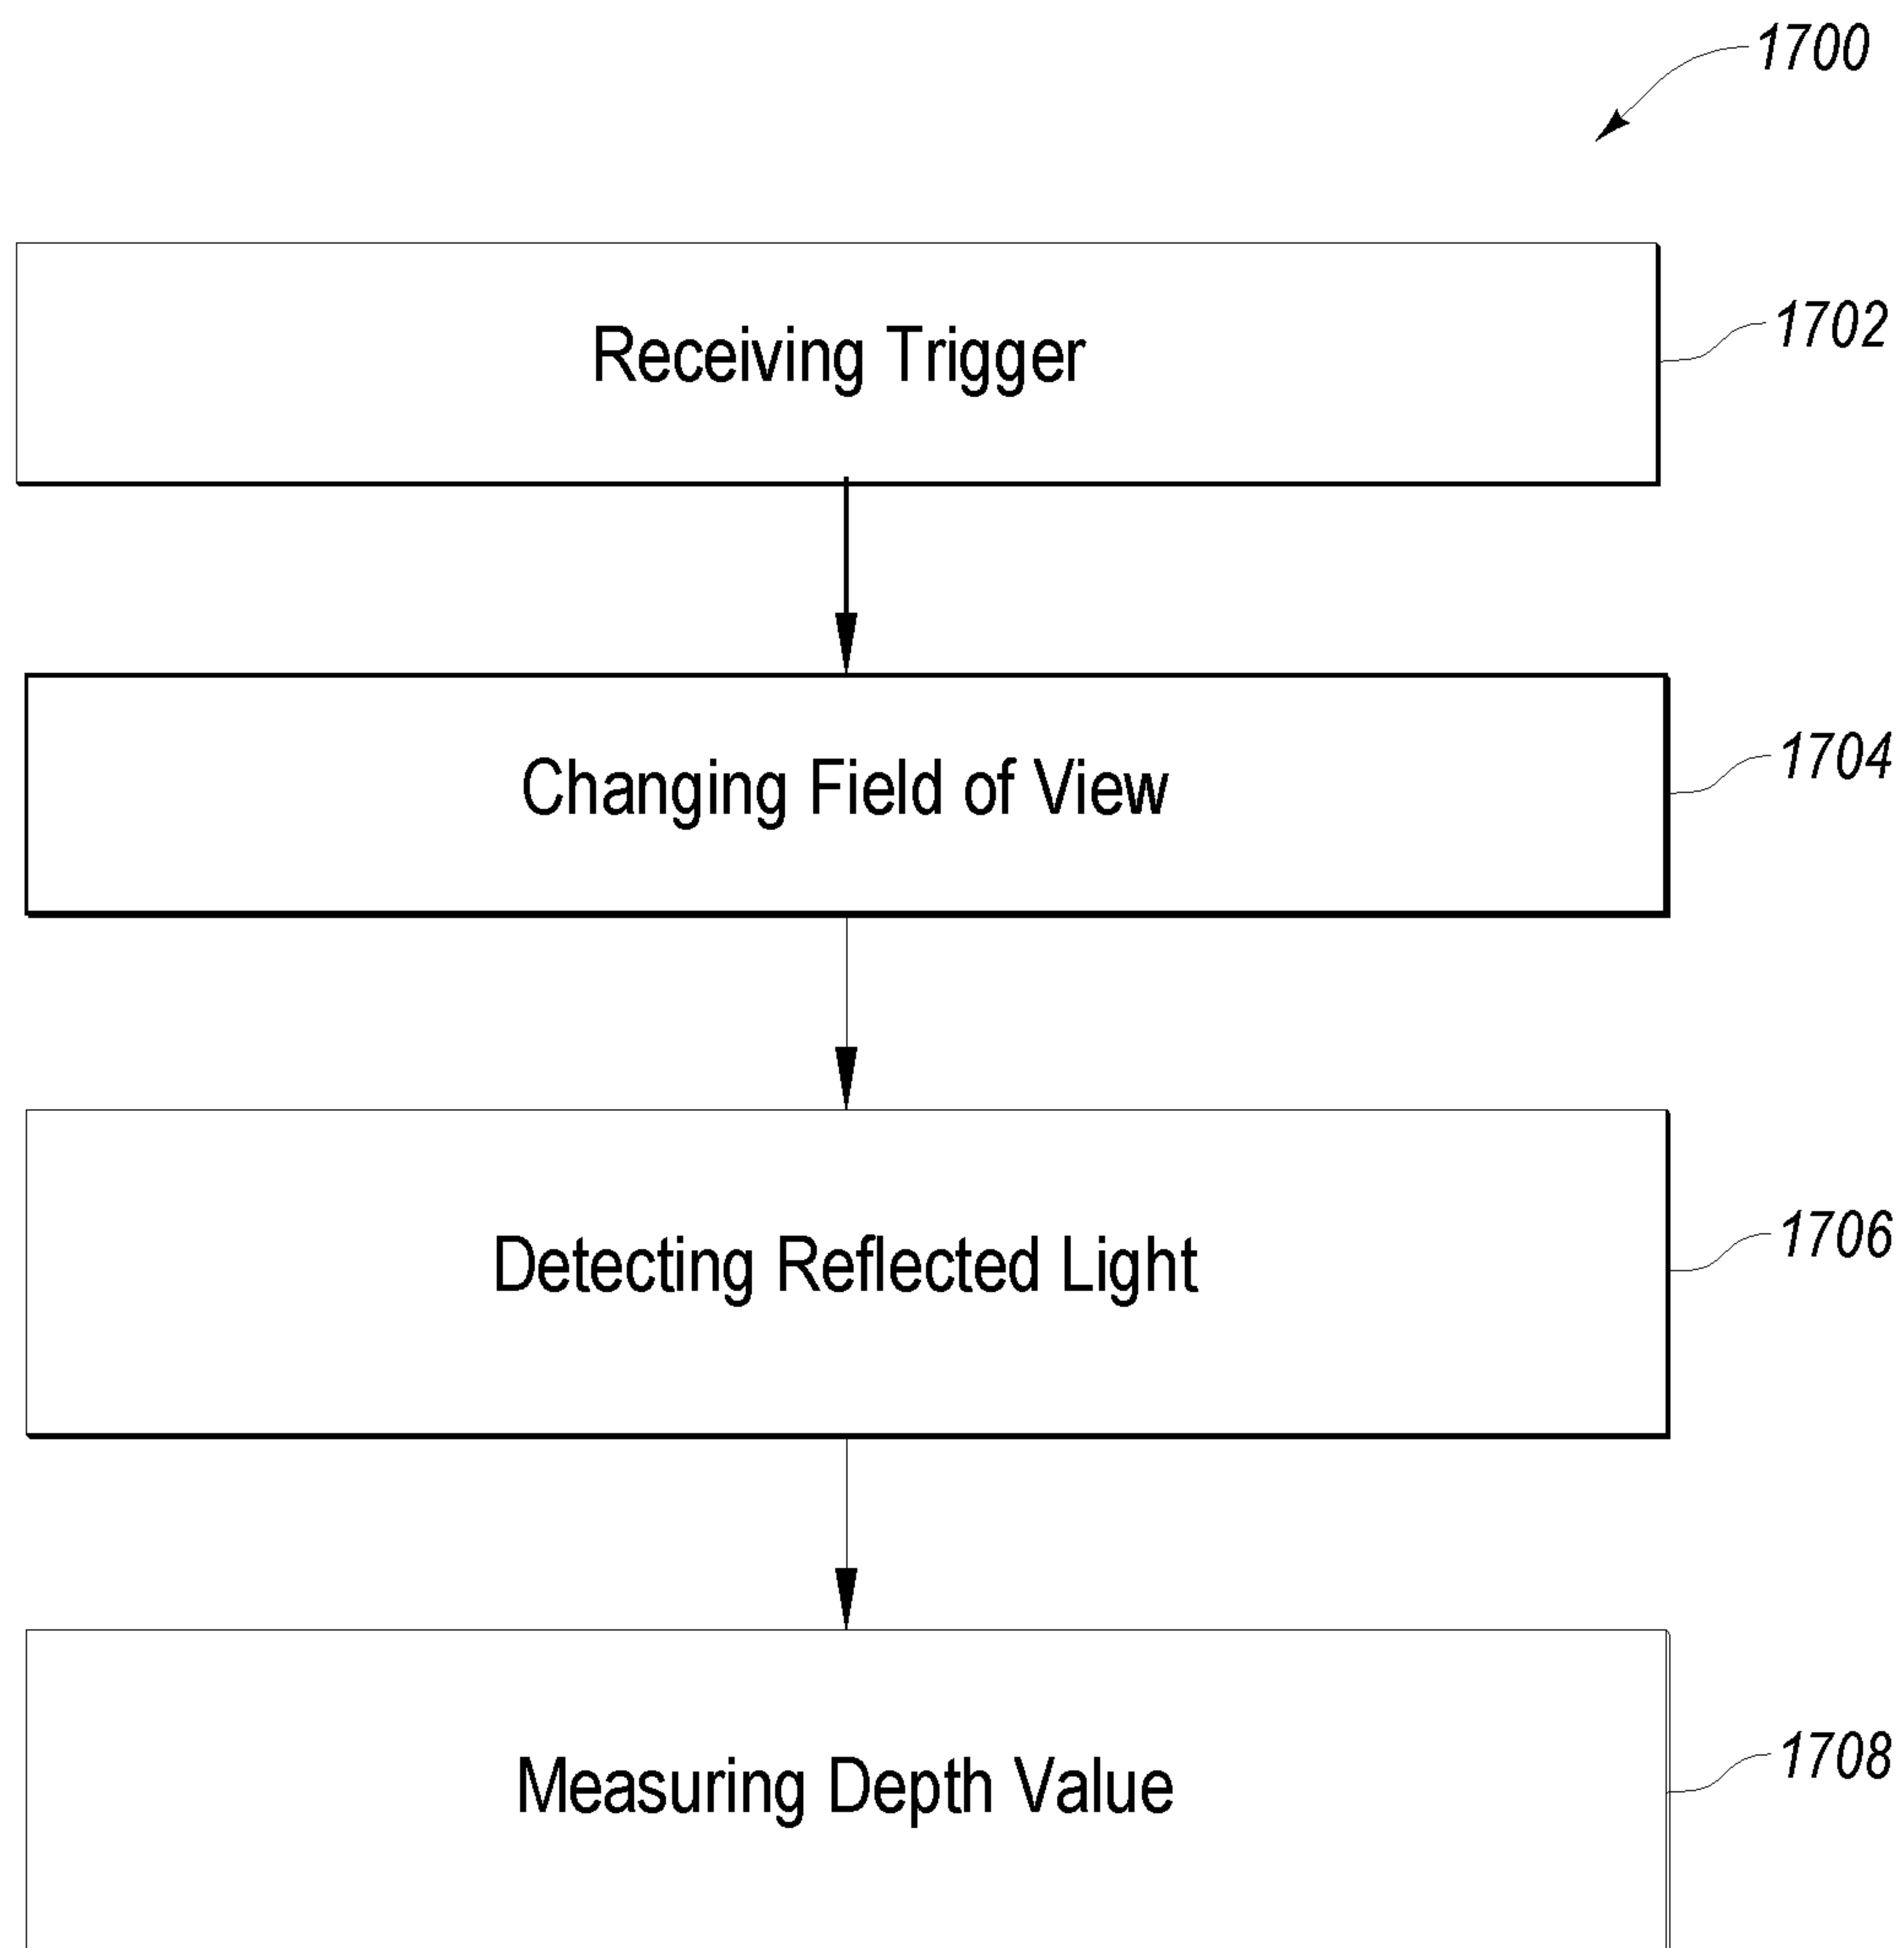 1700
Receiving Trigger
1702
Changing Field of View
1704
Detecting Reflected Light
1706
Measuring Depth Value
1708